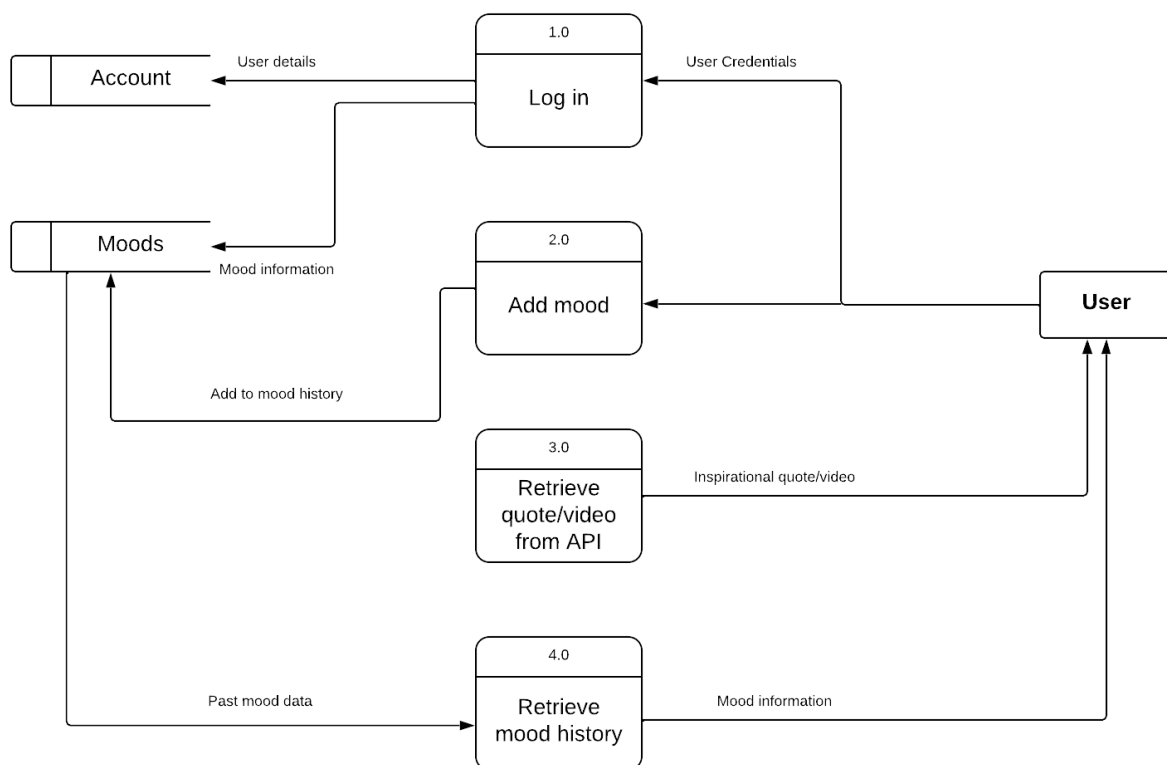 1.0
User details
User Credentials
Account
Log in
2.0
Moods
Mood information
Add mood
User
Add to mood history
3.0
Inspirational quote/video
Retrieve
quote/video
from API
4.0
Past mood data
Mood information
Retrieve
mood history